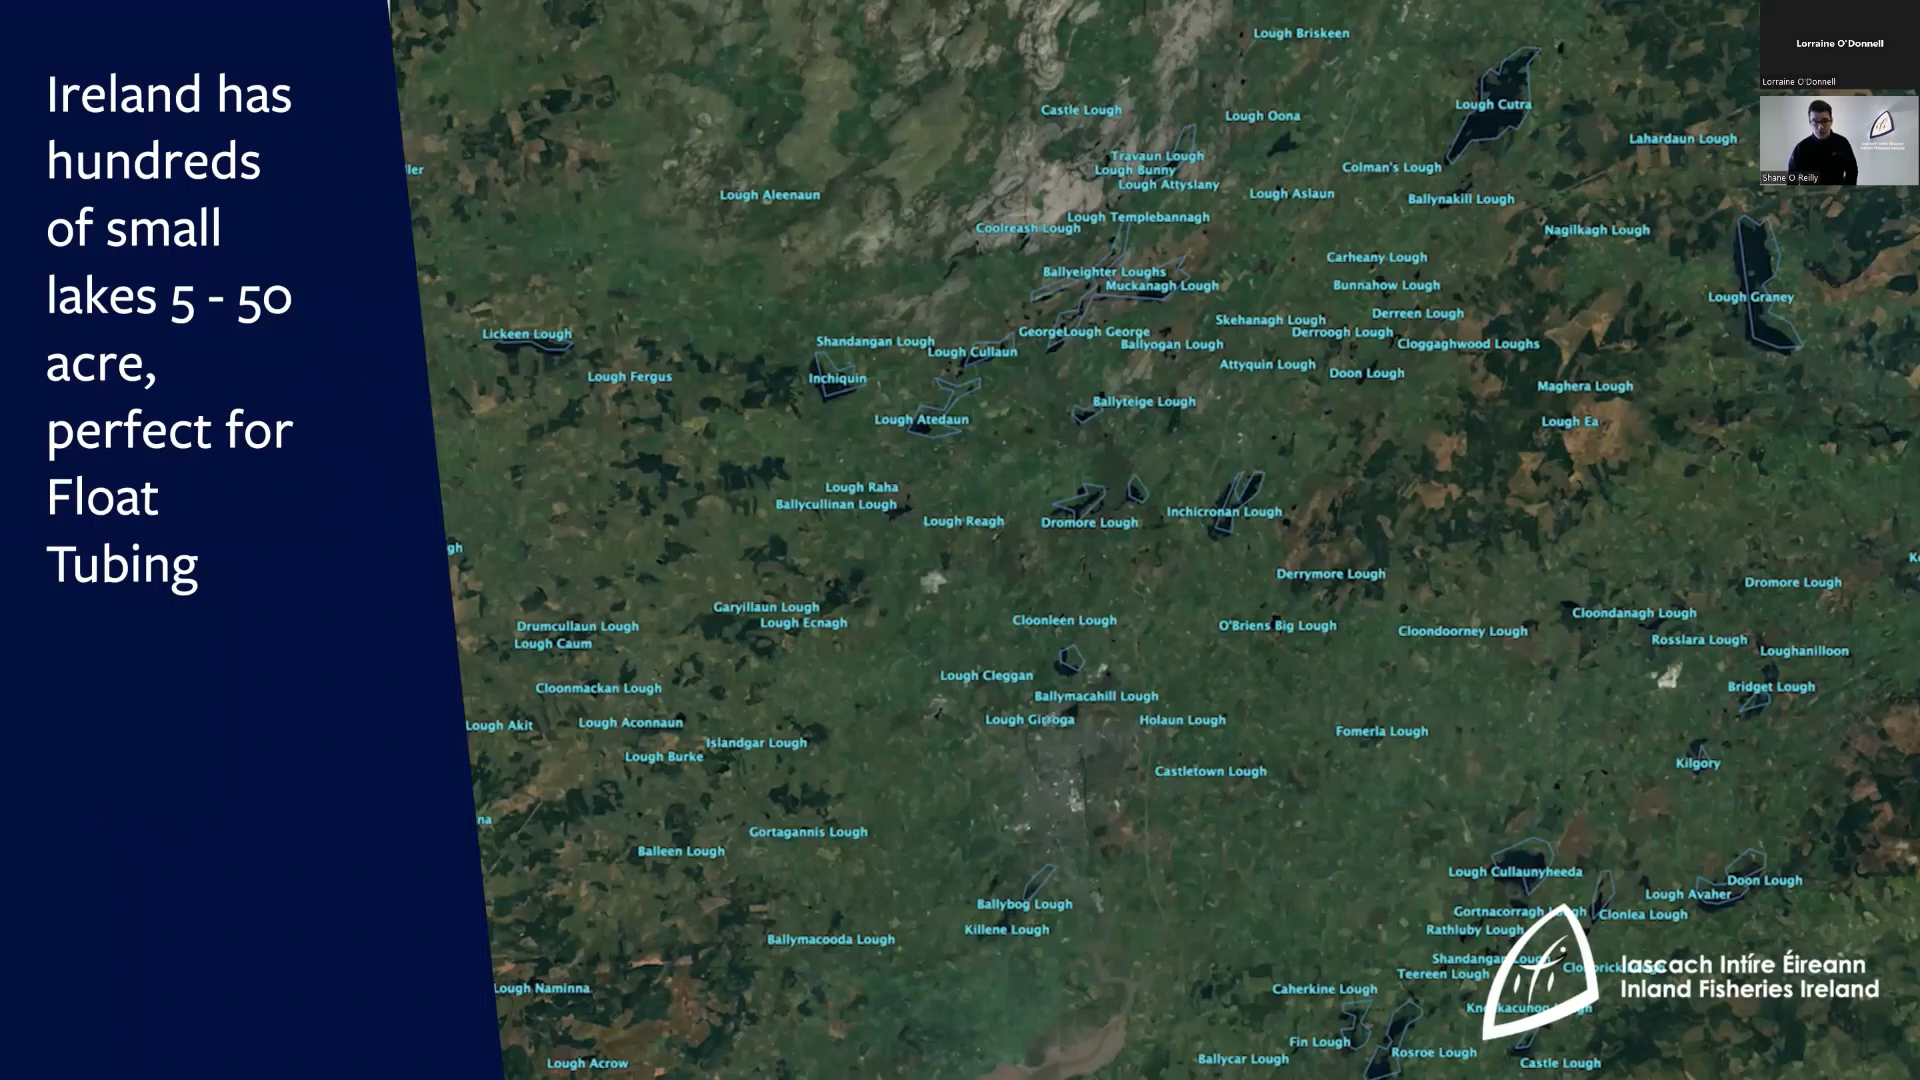 Ireland has
hundreds
of small
lakes 5 - 50
acre,
perfect for
Float
Tubing
Lough Briskeen
Lorraine O'Donnell
Lorraine O'Donnell
Castle Lough
Lough Oona
Lough Cutra
Lahardaun Lough
Travaun Lough
Lough Bunny
Lough Attyslany
Colman's Lough
ller
Shane O Reilly
Lough Aleenaun
Lough Aslaun
Ballynakill Lough
Lough Templebannagh
Coolreash Lough
Nagilkagh Lough
Carheany Lough
Ballyeighter Loughs
Muckanagh Lough
Bunnahow Lough
Lough Graney
Derreen Lough
Skehanagh Lough
Lickeen Lough
GeorgeLough George
Derroogh Lough
Shandangan Lough
Ballyogan Lough
Cloggaghwood Loughs
Lough Cullaun
Attyquin Lough
Doon Lough
Lough Fergus
Inchiquin
Maghera Lough
Ballyteige Lough
Lough Atedaun
Lough Ea
Lough Raha
Ballycullinan Lough
Lough Reagh
Dromore Lough
Inchicronan Lough
gh
Derrymore Lough
Dromore Lough
Garyillaun Lough
Lough Ecnagh
Cloonleen Lough
Cloondanagh Lough
Drumcullaun Lough
O'Briens Big Lough
Cloondoorney Lough
Lough Caum
Rosslara Lough
Loughanilloon
Lough Cleggan
Cloonmackan Lough
Bridget Lough
Ballymacahill Lough
Lough Akit
Lough Aconnaun
Lough Girroga
Holaun Lough
Fomerla Lough
Islandgar Lough
Lough Burke
Kilgory
Castletown Lough
na
Gortagannis Lough
Balleen Lough
Lough Cullaunyheeda
Doon Lough
Lough Avaher
Ballybog Lough
Gortnacorragh Lough
Clonlea Lough
Killene Lough
Rathluby Lough
Ballymacooda Lough
Shandangan Lough
Teereen Lough
Iascach Intíre Éireann
Inland Fisheries Ireland
Lough Naminna
Caherkine Lough
Fin Lough
Rosroe Lough
Ballycar Lough
Lough Acrow
Castle Lough